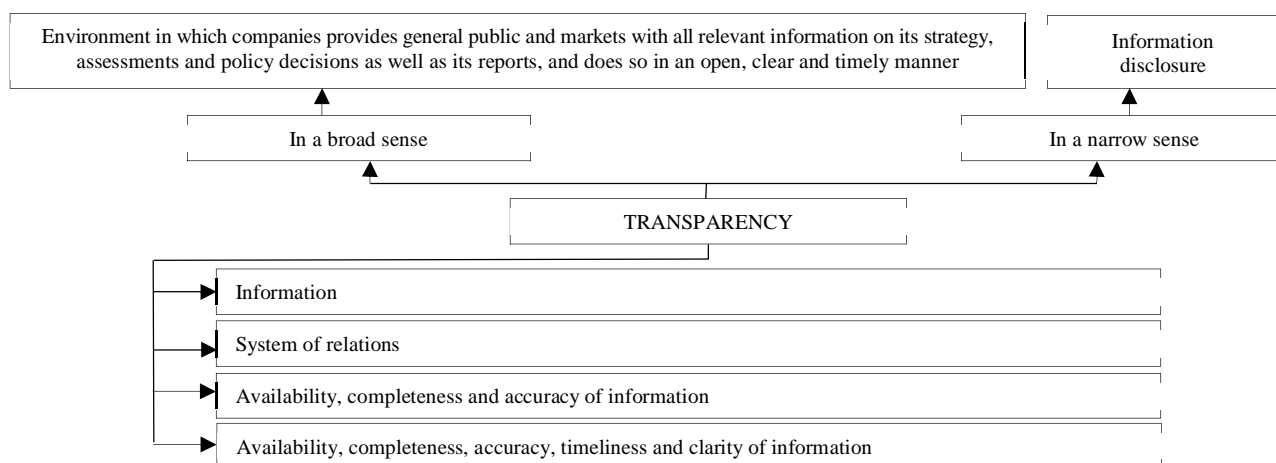 Environment in which companies provides general public and markets with all relevant information on its strategy,
assessments and policy decisions as well as its reports, and does so in an open, clear and timely manner
Information
disclosure
In a broad sense
In a narrow sense
TRANSPARENCY
Information
System of relations
Availability, completeness and accuracy of information
Availability, completeness, accuracy, timeliness and clarity of information